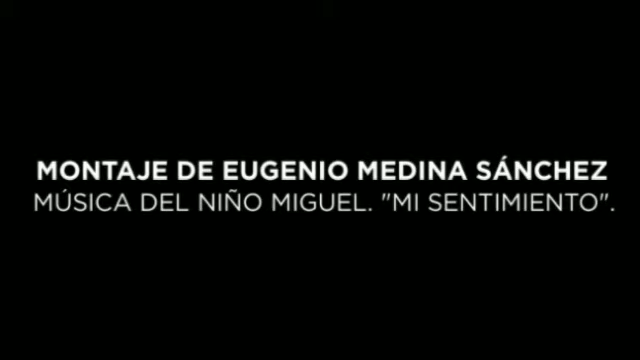 MONTAJE DE EUGENIO MEDINA SÁNCHEZ
MÚSICA DEL NIÑO MIGUEL. "MI SENTIMIENTO".